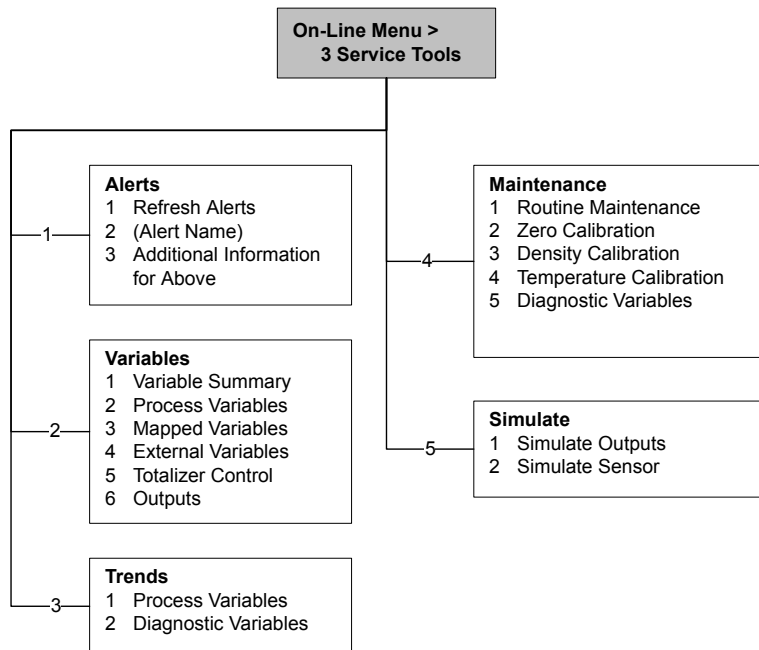 On-Line Menu >
3 Service Tools
1
Alerts
1 Refresh Alerts
2 (Alert Name)
3 Additional Information
for Above
2
Variables
1 Variable Summary
2 Process Variables
3 Mapped Variables
4 External Variables
5 Totalizer Control
6 Outputs
3
Trends
1 Process Variables
2 Diagnostic Variables
4
Maintenance
1 Routine Maintenance
2 Zero Calibration
3 Density Calibration
4 Temperature Calibration
5 Diagnostic Variables
5
Simulate
1 Simulate Outputs
2 Simulate Sensor